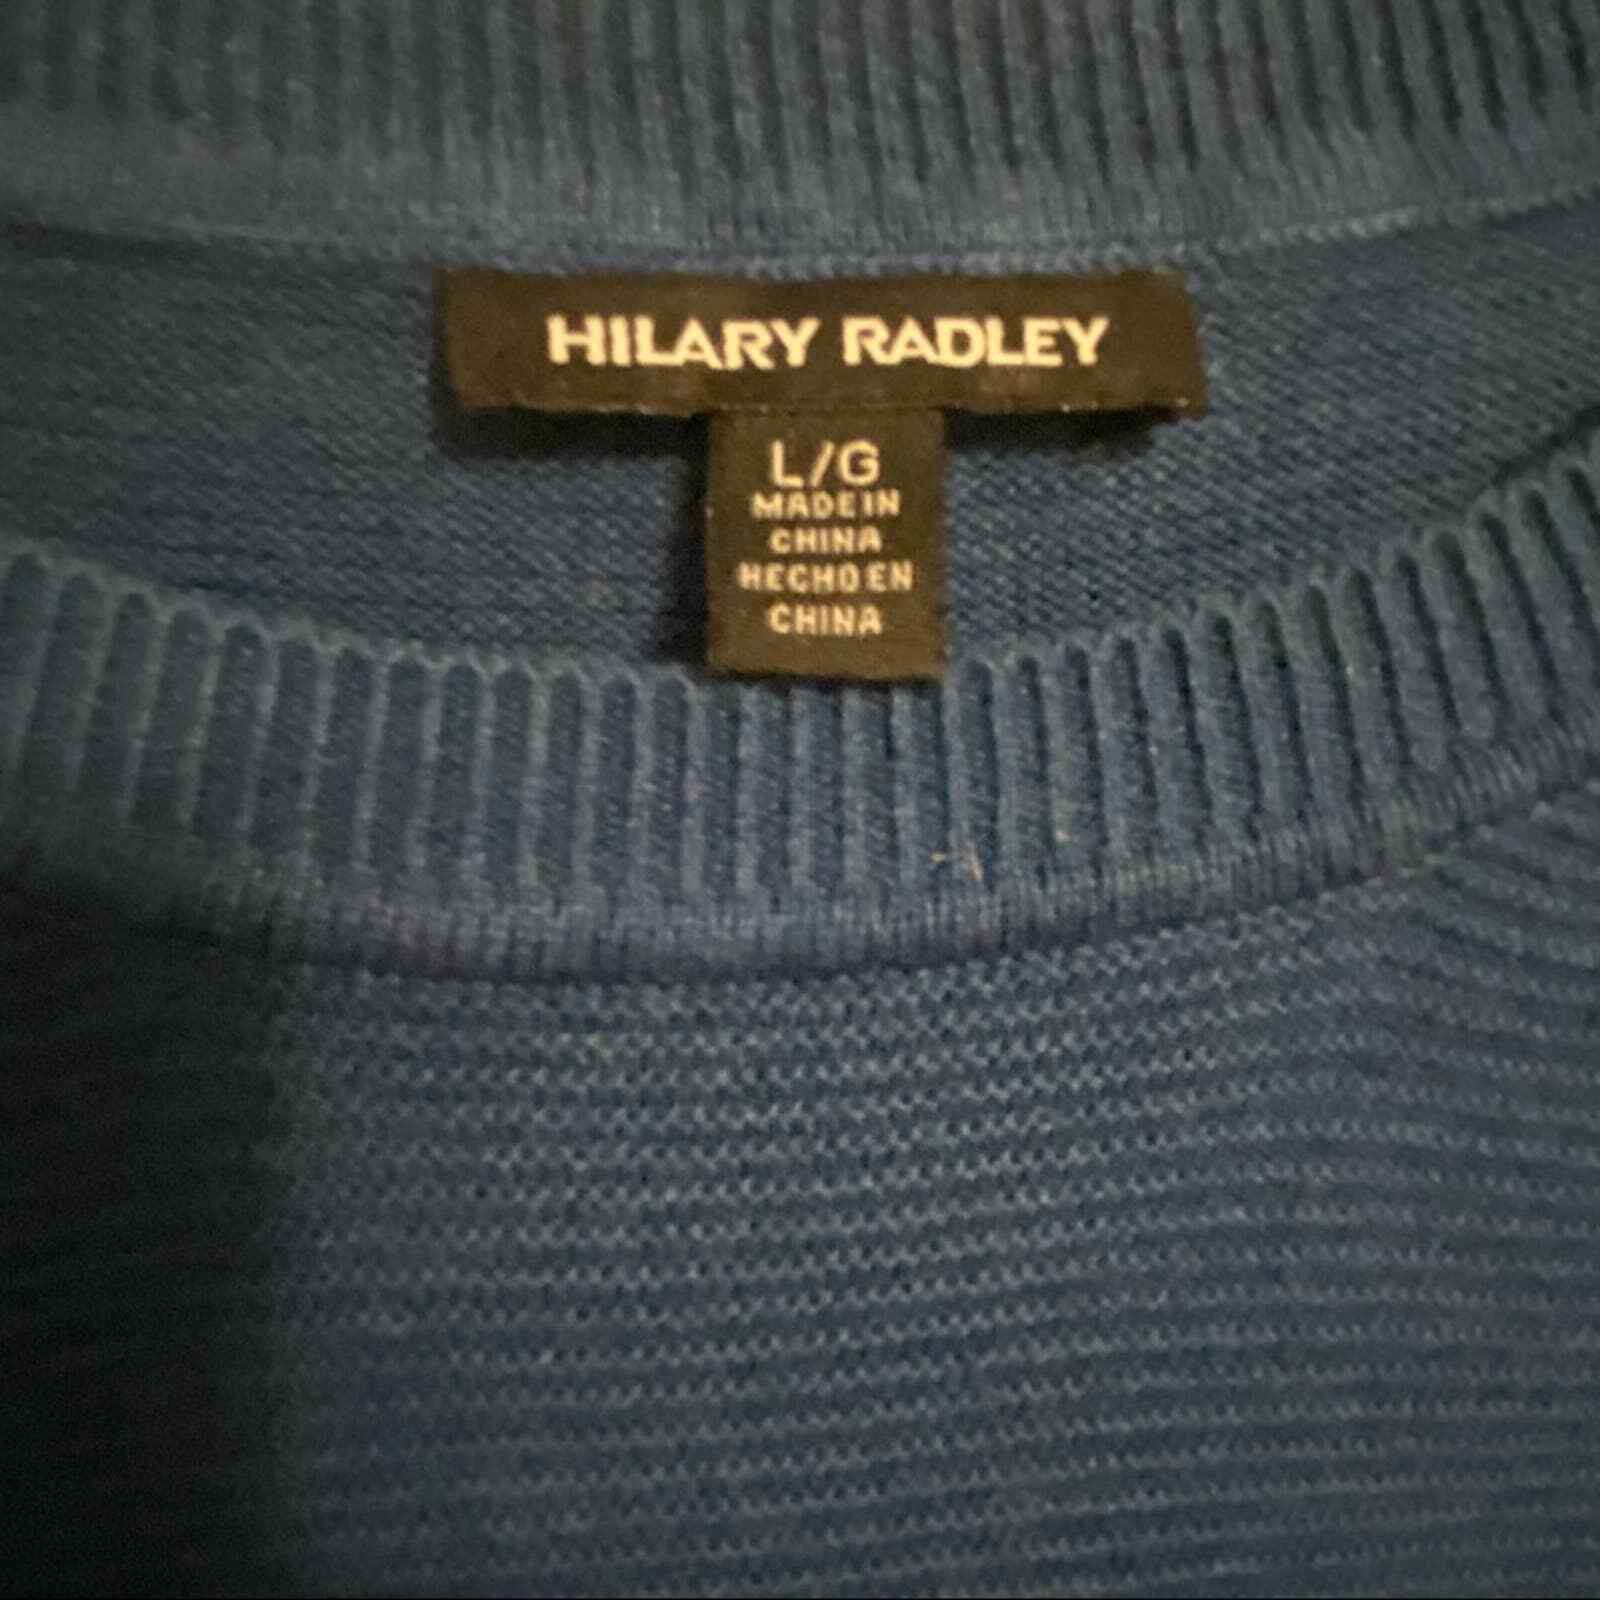 HILARY RADLEY
L/G
MADE IN
CHINA
HECHO EN
CHINA